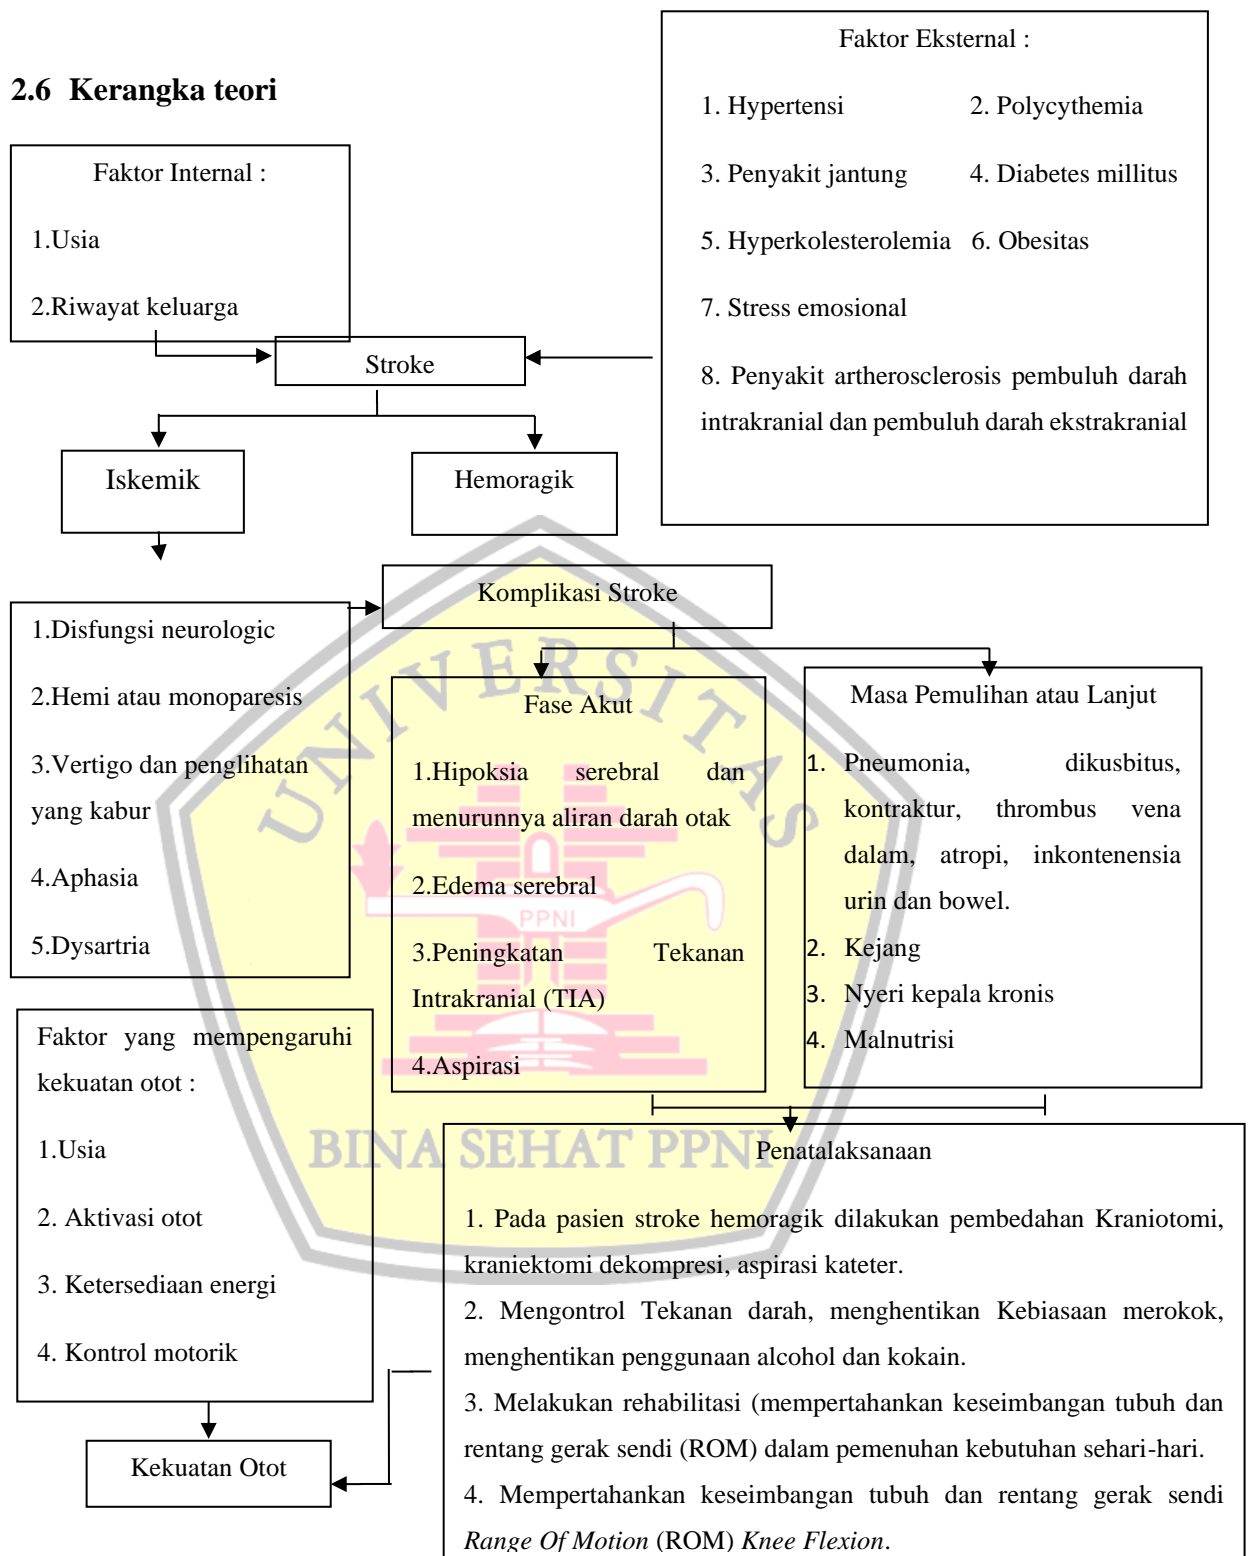 2.6 Kerangka teori
Faktor Internal :
1.Usia
2.Riwayat keluarga
Faktor Eksternal :
1. Hypertensi 2. Polycythemia
3. Penyakit jantung 4. Diabetes millitus
5. Hyperkolesterolemia 6. Obesitas
7. Stress emosional
8. Penyakit artherosclerosis pembuluh darah
intrakranial dan pembuluh darah ekstrakranial
Stroke
Iskemik
Hemoragik
1.Disfungsi neurologic
2.Hemi atau monoparesis
3.Vertigo dan penglihatan
yang kabur
4.Aphasia
5.Dysartria
Komplikasi Stroke
Fase Akut
1.Hipoksia serebral dan
menurunnya aliran darah otak
2.Edema serebral
3.Peningkatan Tekanan
Intrakranial (TIA)
4.Aspirasi
Masa Pemulihan atau Lanjut
1. Pneumonia, dikusbitus,
kontraktur, thrombus vena
dalam, atropi, inkontenensia
urin dan bowel.
2. Kejang
3. Nyeri kepala kronis
4. Malnutrisi
Faktor yang mempengaruhi
kekuatan otot :
1.Usia
2. Aktivasi otot
3. Ketersediaan energi
4. Kontrol motorik
Kekuatan Otot
Penatalaksanaan
1. Pada pasien stroke hemoragik dilakukan pembedahan Kraniotomi,
kraniektomi dekompresi, aspirasi kateter.
2. Mengontrol Tekanan darah, menghentikan Kebiasaan merokok,
menghentikan penggunaan alcohol dan kokain.
3. Melakukan rehabilitasi (mempertahankan keseimbangan tubuh dan
rentang gerak sendi (ROM) dalam pemenuhan kebutuhan sehari-hari.
4. Mempertahankan keseimbangan tubuh dan rentang gerak sendi
Range Of Motion (ROM) Knee Flexion.
UNIVERSITAS
PPNI
BINA SEHAT PPNI